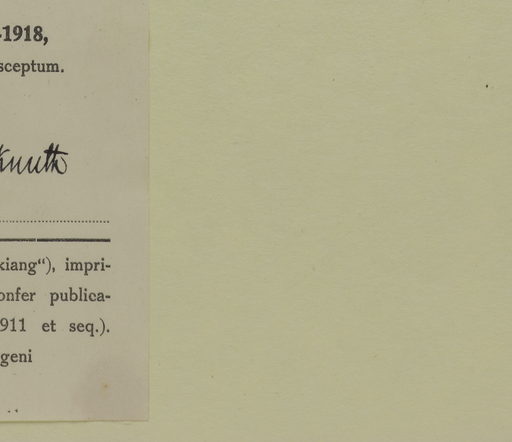 -1918,
sceptum.
Knuth
kiang“), impri-
onfer publica-
911 et seq.).
geni